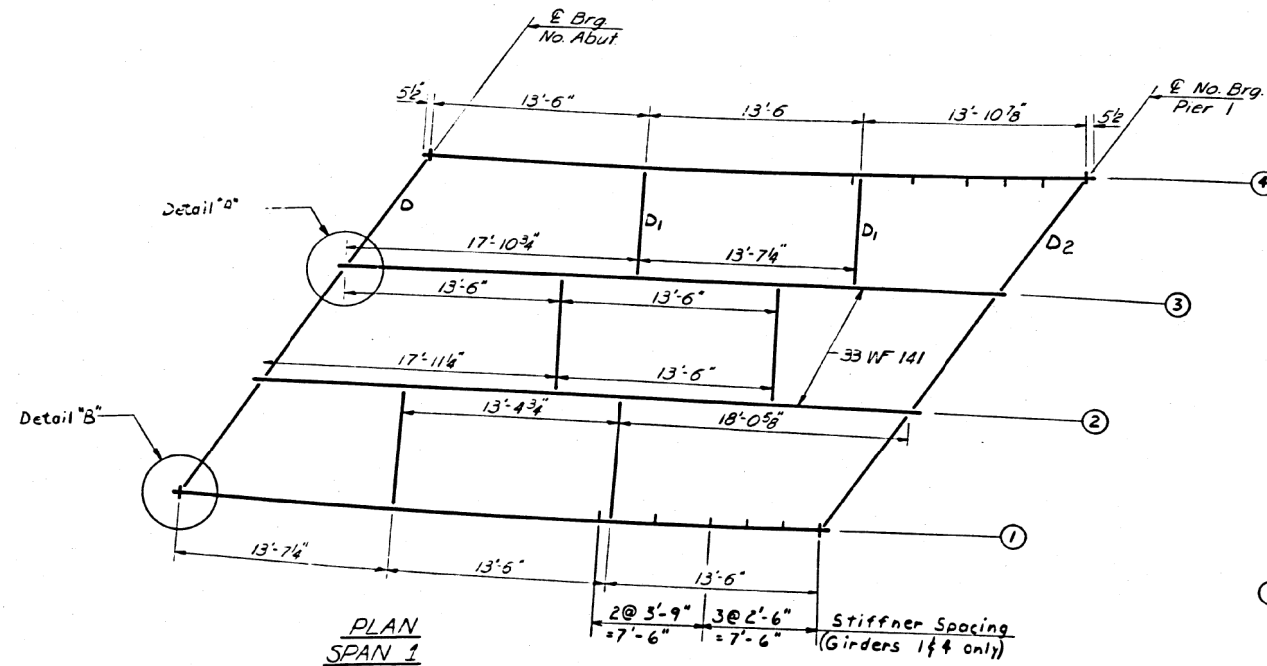 ℄ Brg.
No. Abut.
℄ No. Brg.
Pier 1
5½"
13'-6"
13'-6
13'-10⅞"
5½
4
Detail "A"
D
D1
D1
D2
17'-10¾"
13'-7¼"
13'-6"
13'-6"
3
33 WF 141
17'-11¼"
13'-6"
Detail "B"
13'-4¾"
18'-0⅝"
2
1
13'-7¼"
13'-6"
13'-6"
2@ 3'-9"
=7'-6"
3@ 2'-6"
=7'-6"
Stiffner Spacing
(Girders 1&4 only)
PLAN
SPAN 1